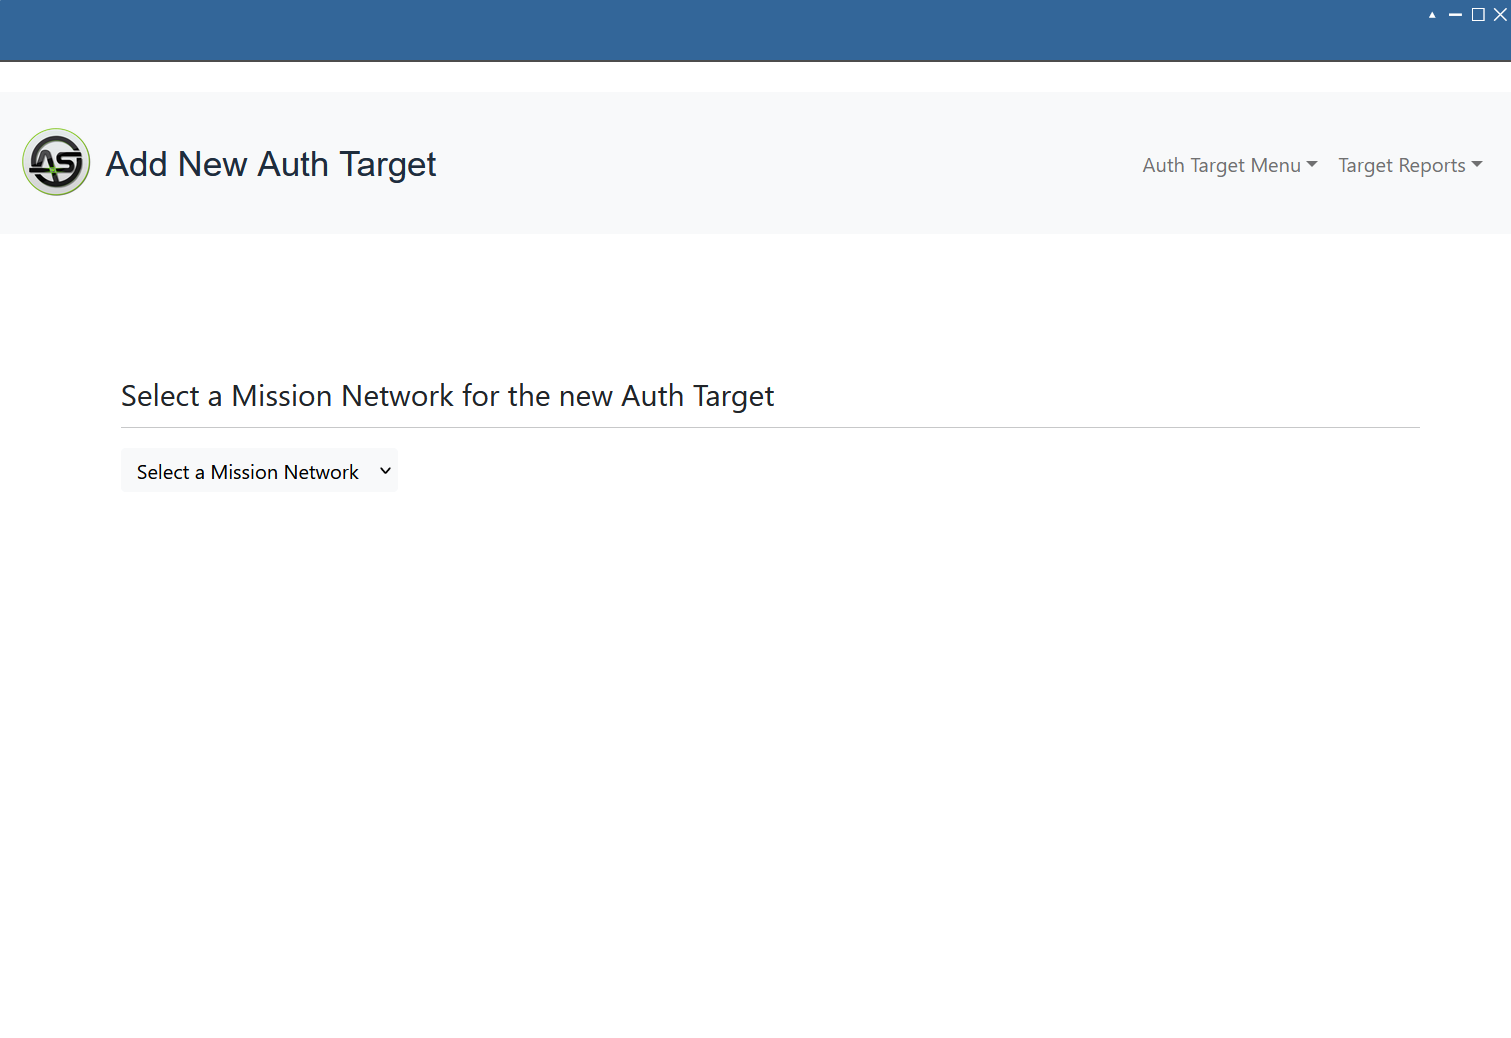 AS
Add New Auth Target
Auth Target Menu
Target Reports
Select a Mission Network for the new Auth Target
Select a Mission Network